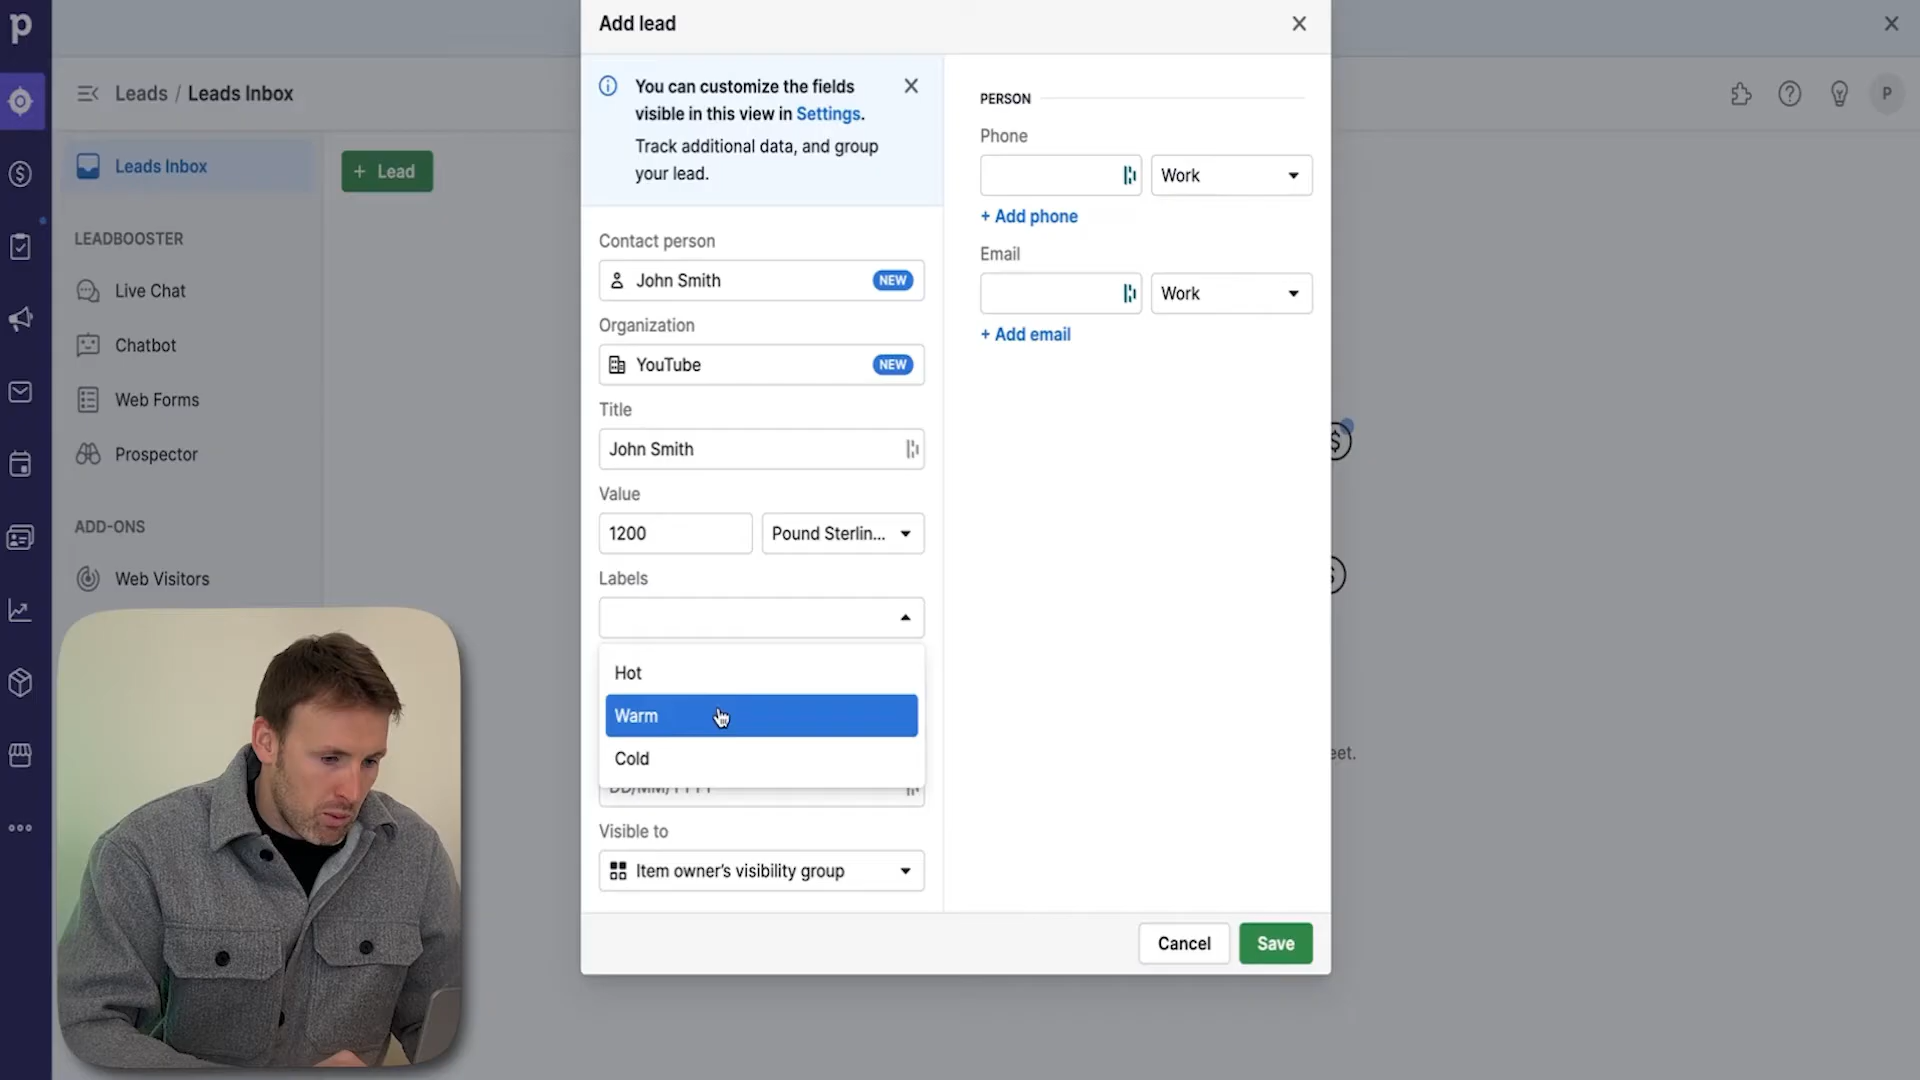 p
Leads / Leads Inbox
P
Leads Inbox
+ Lead
LEADBOOSTER
Live Chat
Chatbot
Web Forms
Prospector
ADD-ONS
Web Visitors
Add lead
You can customize the fields
visible in this view in Settings.
Track additional data, and group
your lead.
Contact person
John Smith NEW
Organization
YouTube NEW
Title
John Smith
Value
1200 Pound Sterlin...
Labels
Hot
Warm
Cold
DD/MM/YYYY
Visible to
Item owner's visibility group
PERSON
Phone
Work
+ Add phone
Email
Work
+ Add email
eet.
Cancel Save